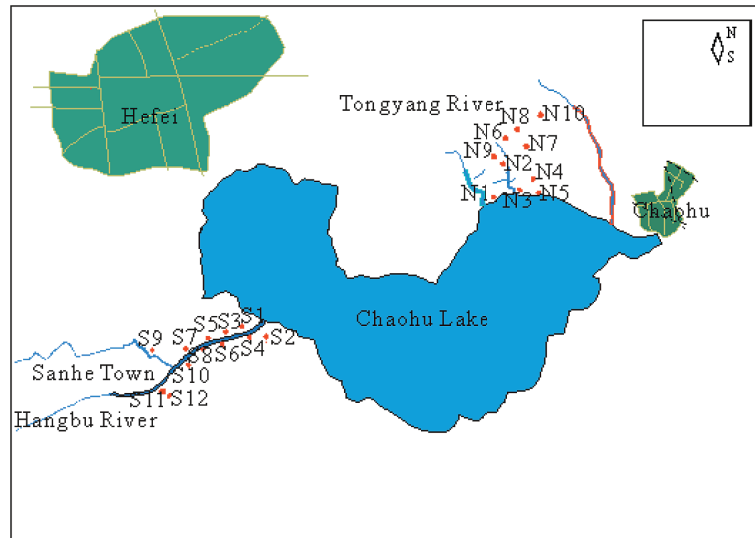 N
S
Hefei
Tongyang River
N8
N10
N6
N7
N9
N2
N4
N1
N3
N5
Chaphu
Chaohu Lake
S1
S3
S5
S2
S4
S6
S7
S8
S9
Sanhe Town
S10
S11
S12
Hangbu River